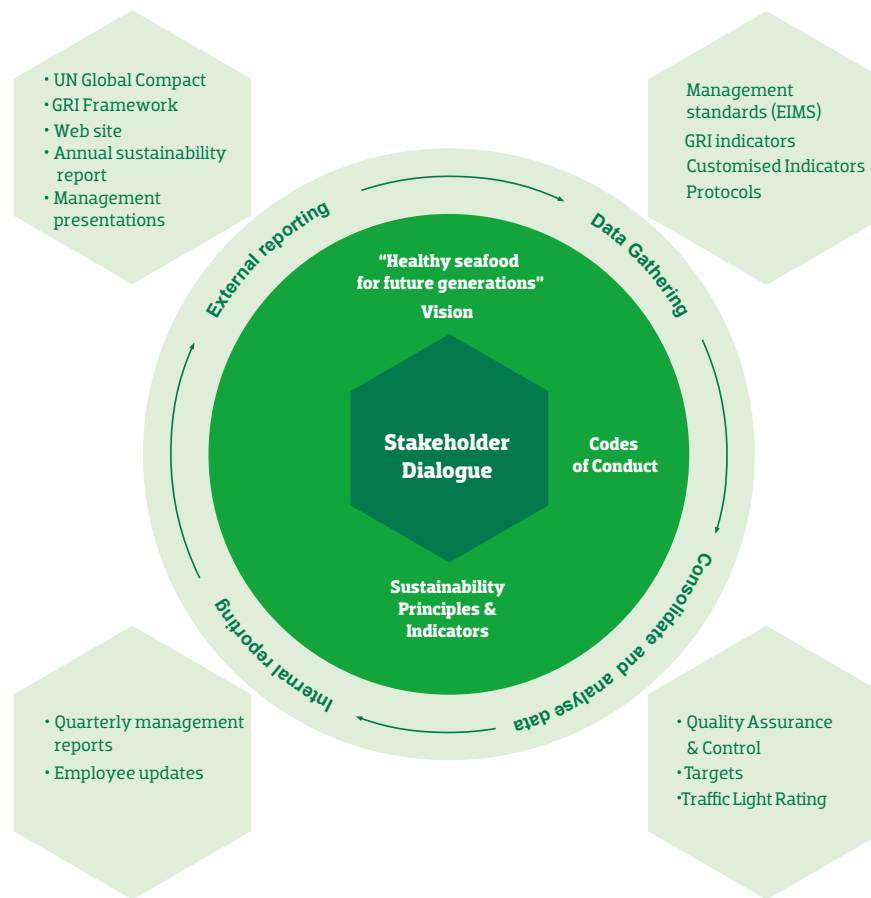 • UN Global Compact
• GRI Framework
• Web site
• Annual sustainability
report
• Management
presentations
Management
standards (EIMS)
GRI indicators
Customised Indicators
Protocols
External reporting
Data Gathering
“Healthy seafood
for future generations”
Vision
Stakeholder
Dialogue
Codes
of Conduct
Sustainability
Principles &
Indicators
Internal reporting
Consolidate and analyse data
• Quarterly management
reports
• Employee updates
• Quality Assurance
& Control
• Targets
• Traffic Light Rating